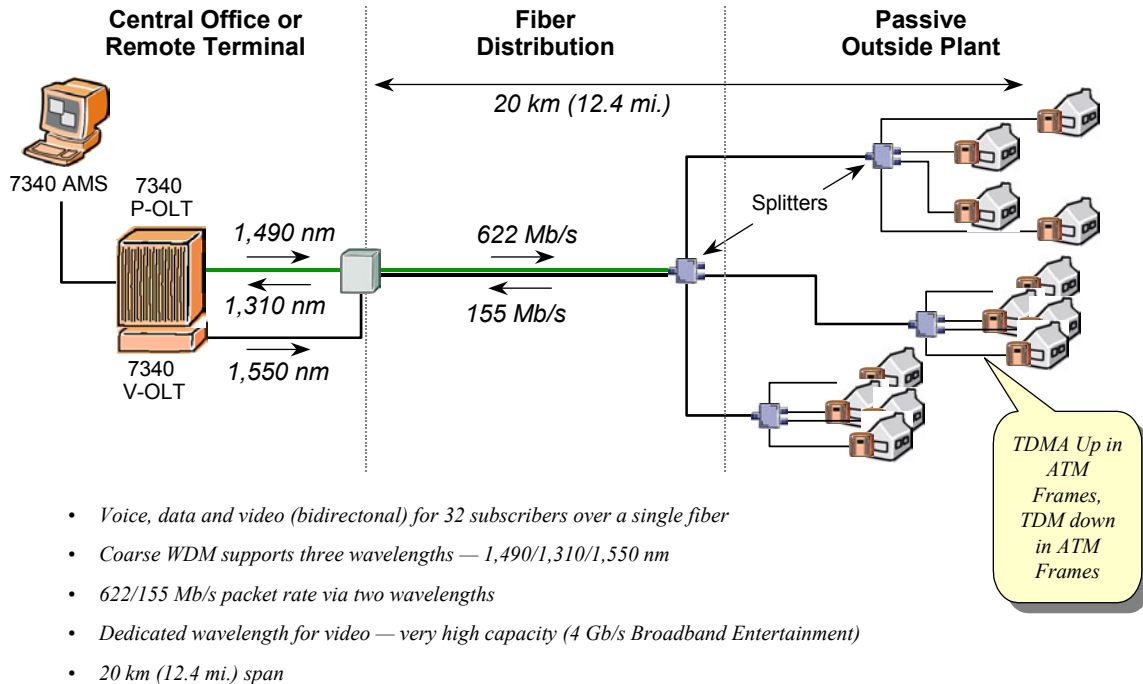 Central Office or
Remote Terminal
Fiber
Distribution
Passive
Outside Plant
20 km (12.4 mi.)
7340 AMS
7340
P-OLT
1,490 nm
1,310 nm
7340
V-OLT
1,550 nm
622 Mb/s
155 Mb/s
Splitters
TDMA Up in
ATM
Frames,
TDM down
in ATM
Frames
• Voice, data and video (bidirectonal) for 32 subscribers over a single fiber
• Coarse WDM supports three wavelengths — 1,490/1,310/1,550 nm
• 622/155 Mb/s packet rate via two wavelengths
• Dedicated wavelength for video — very high capacity (4 Gb/s Broadband Entertainment)
• 20 km (12.4 mi.) span